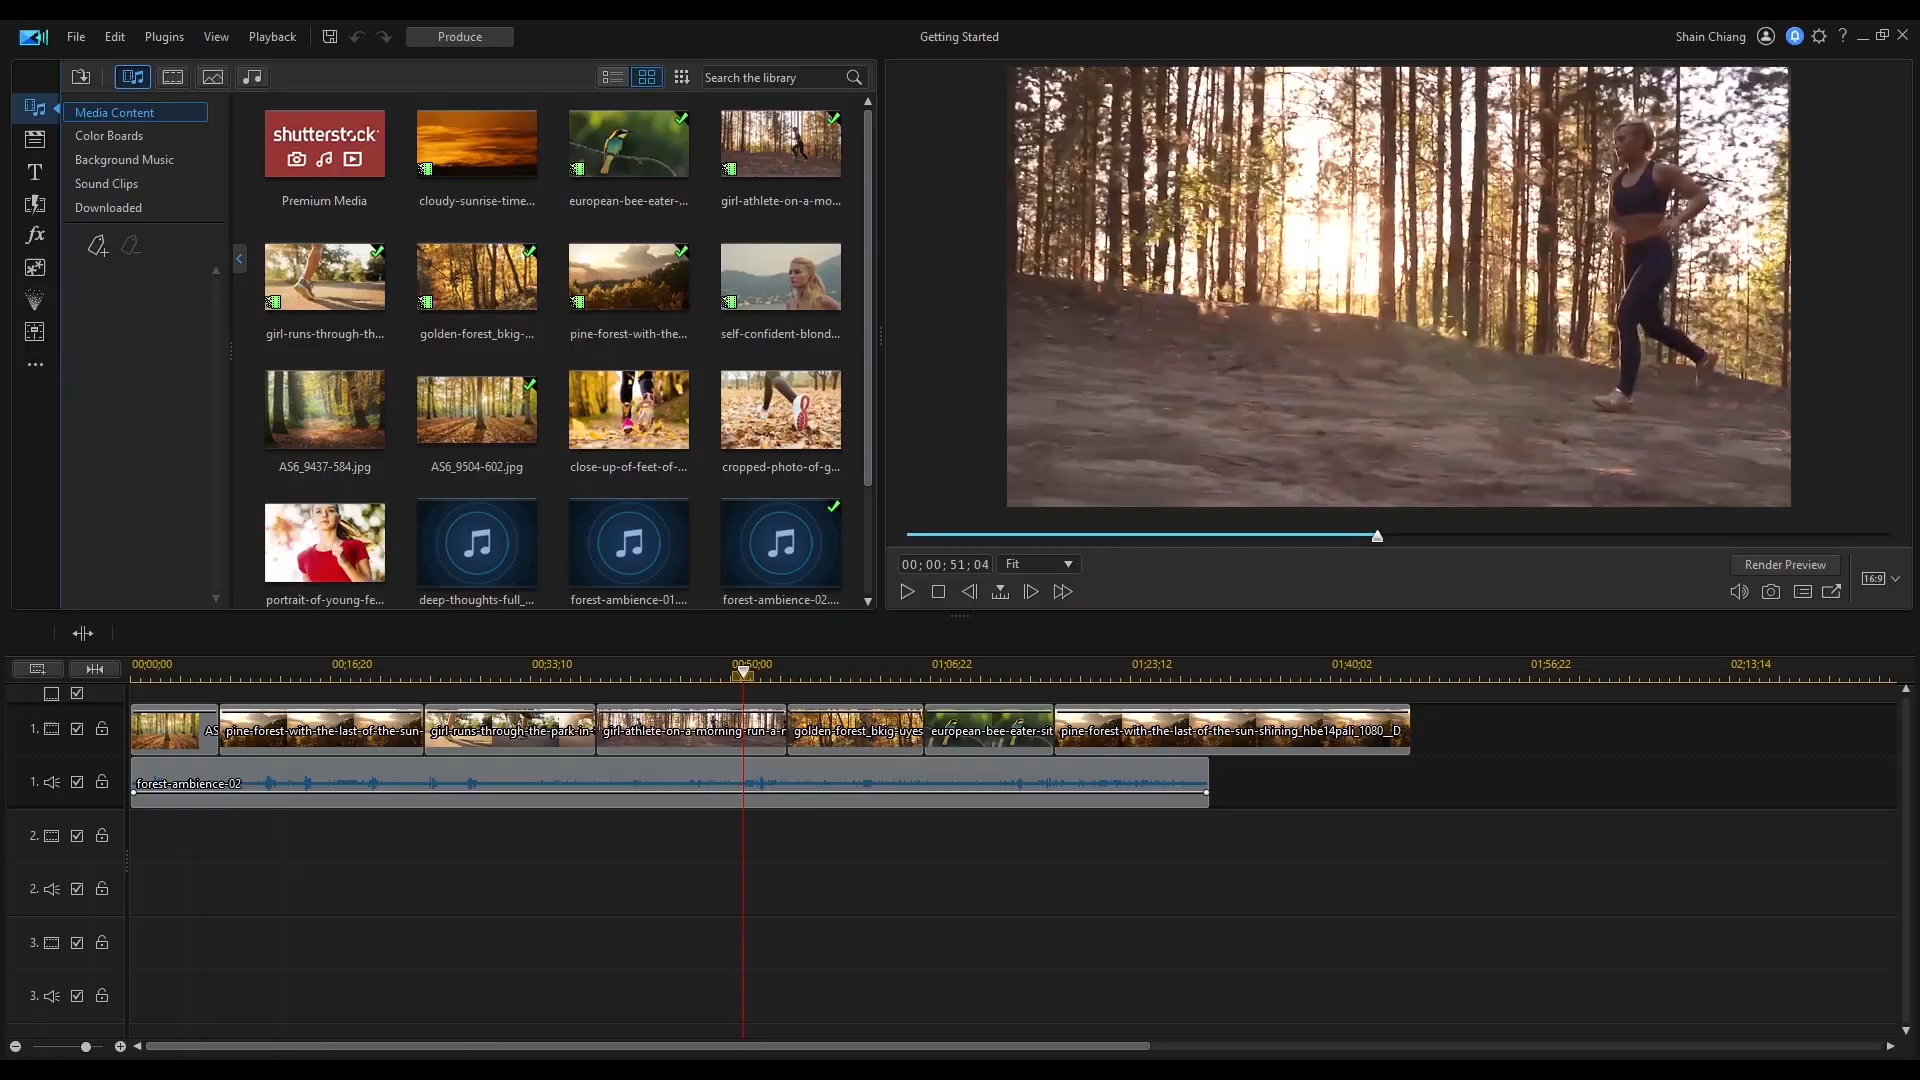 File Edit Plugins View Playback Produce Getting Started Shain Chiang ?
Search the library
Media Content
Color Boards
Background Music
Sound Clips
Downloaded
T
fx
shutterstock
Premium Media cloudy-sunrise-time... european-bee-eater-... girl-athlete-on-a-mo...
girl-runs-through-th... golden-forest_bkig-... pine-forest-with-the... self-confident-blond...
AS6_9437-584.jpg AS6_9504-602.jpg close-up-of-feet-of-... cropped-photo-of-g...
portrait-of-young-fe... deep-thoughts-full_... forest-ambience-01.... forest-ambience-02....
00; 00; 51; 04 Fit Render Preview 16:9
00;00;00 00;16;20 00;33;10 00;50;00 01;06;22 01;23;12 01;40;02 01;56;22 02;13;14
1. AS pine-forest-with-the-last-of-the-sun- girl-runs-through-the-park-in- girl-athlete-on-a-morning-run-a-r golden-forest_bkig-uyes european-bee-eater-sit pine-forest-with-the-last-of-the-sun-shining_hbe14pali_1080__D
1. forest-ambience-02
2.
2.
3.
3.